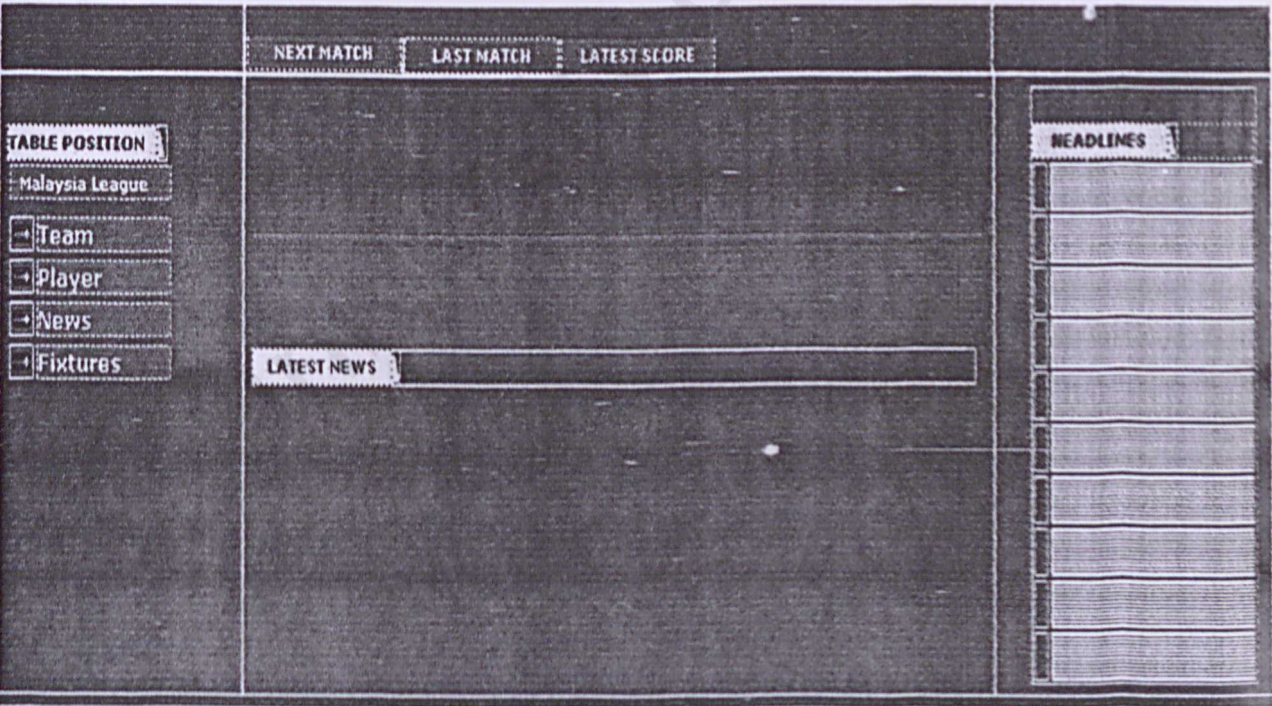 NEXT MATCH LAST MATCH LATEST SCORE
TABLE POSITION
Malaysia League
Team
Player
News
Fixtures
LATEST NEWS
HEADLINES